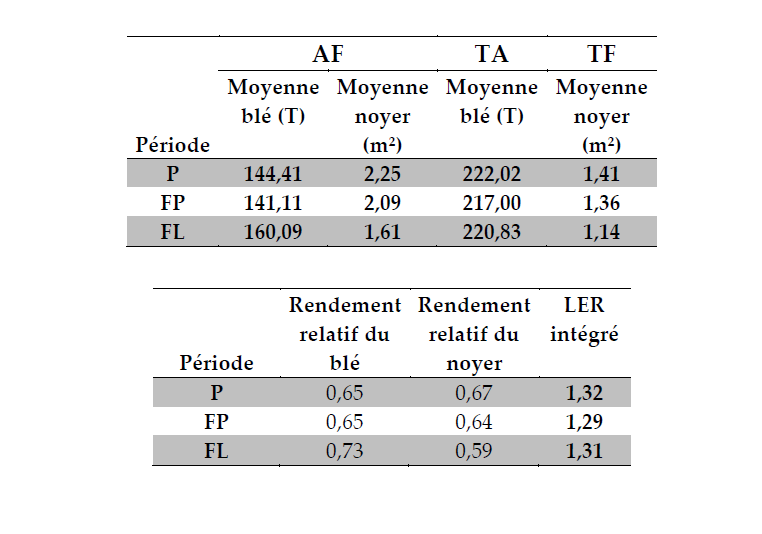 AF TA TF
Moyenne Moyenne Moyenne Moyenne
blé (T) noyer blé (T) noyer
Période (m²) (m²)
P 144,41 2,25 222,02 1,41
FP 141,11 2,09 217,00 1,36
FL 160,09 1,61 220,83 1,14
Rendement Rendement LER
relatif du relatif du intégré
Période blé noyer
P 0,65 0,67 1,32
FP 0,65 0,64 1,29
FL 0,73 0,59 1,31